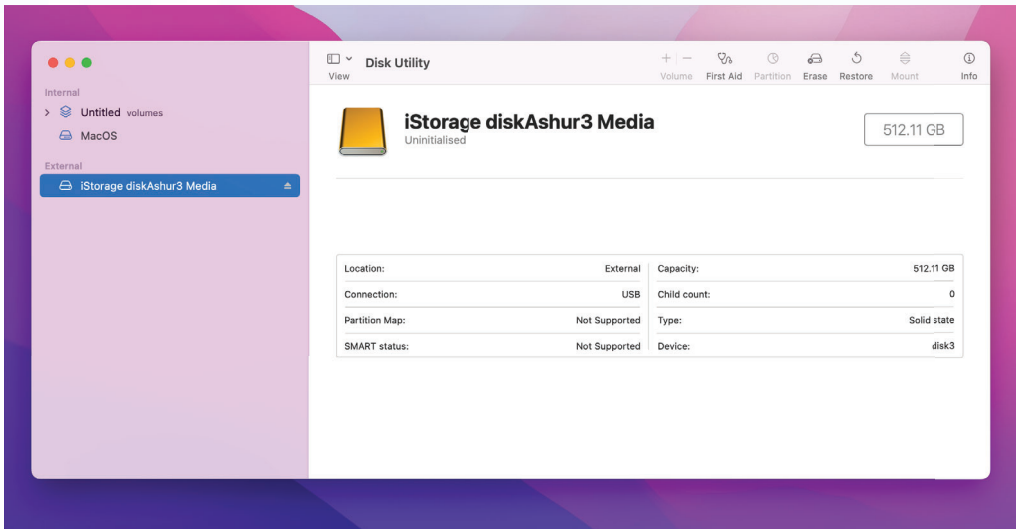 Disk Utility
View
Volume First Aid Partition Erase Restore Mount Info
Internal
Untitled volumes
MacOS
External
iStorage diskAshur3 Media
iStorage diskAshur3 Media
Uninitialised
512.11 GB
Location: External
Capacity: 512.11 GB
Connection: USB
Child count: 0
Partition Map: Not Supported
Type: Solid state
SMART status: Not Supported
Device: disk3